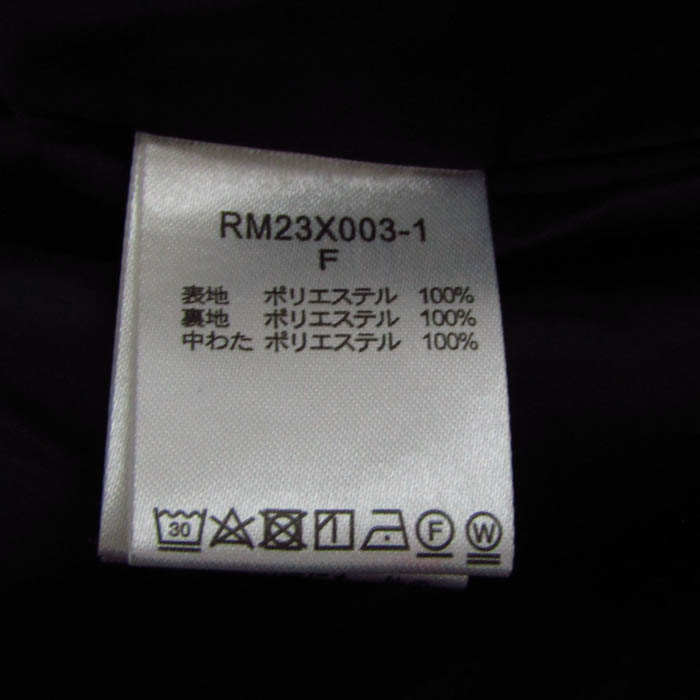 RM23X003-1
F
表地 ポリエステル 100%
裏地 ポリエステル 100%
中わた ポリエステル 100%
30 F W